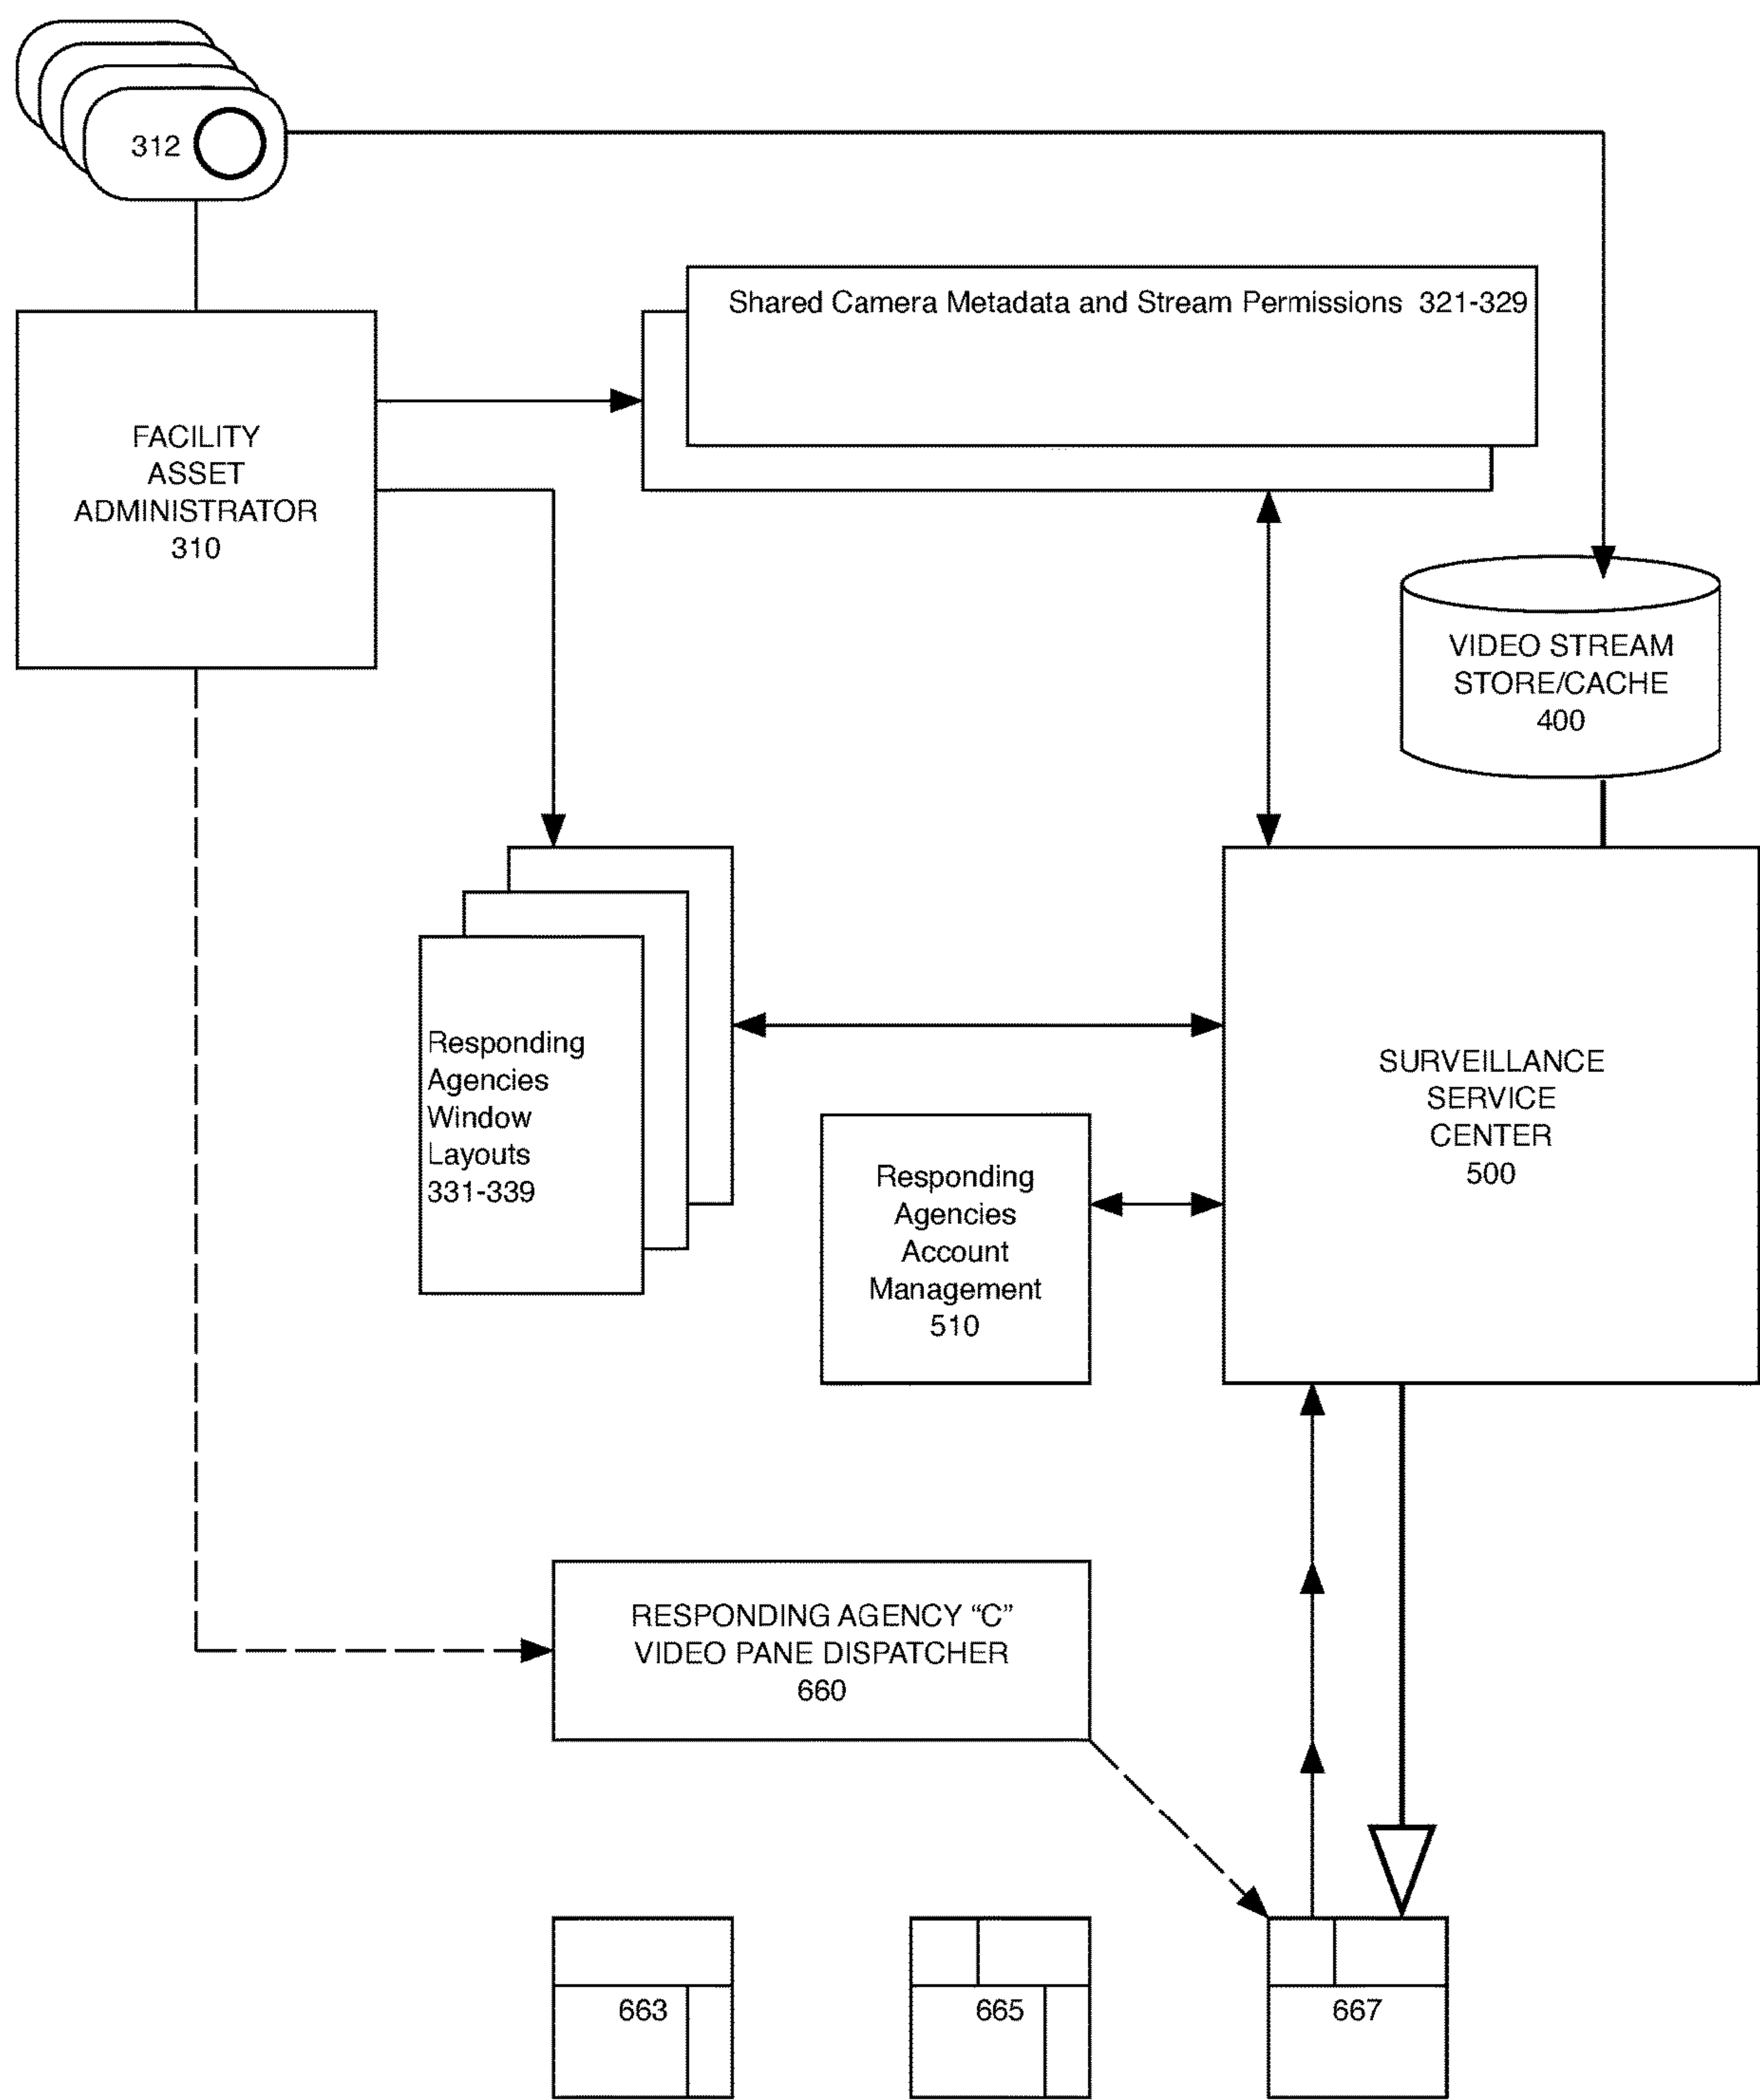 312
Shared Camera Metadata and Stream Permissions 321-329
FACILITY
ASSET
ADMINISTRATOR
310
VIDEO STREAM
STORE/CACHE
400
Responding
Agencies
Window
Layouts
331-339
SURVEILLANCE
SERVICE
CENTER
500
Responding
Agencies
Account
Management
510
RESPONDING AGENCY “C”
VIDEO PANE DISPATCHER
660
663
665
667